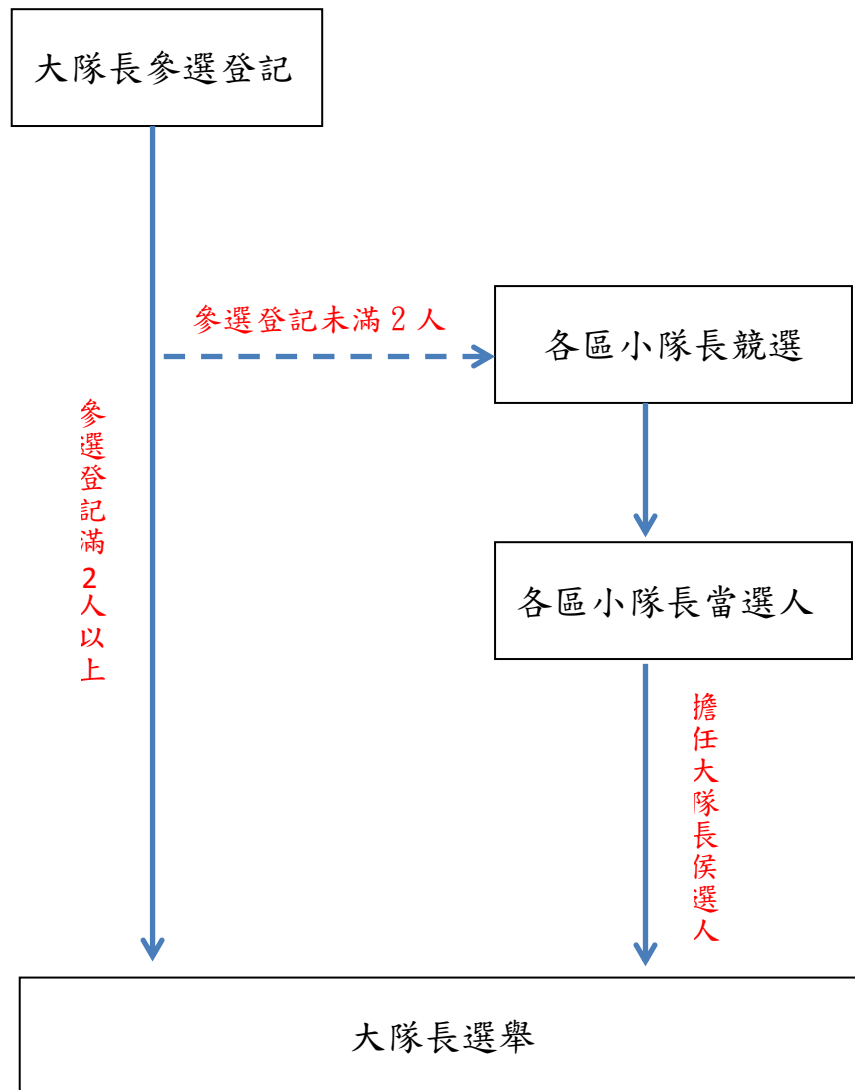 大隊長參選登記
參選登記未滿 2 人
各區小隊長競選
參選登記滿2人以上
各區小隊長當選人
擔任大隊長侯選人
大隊長選舉